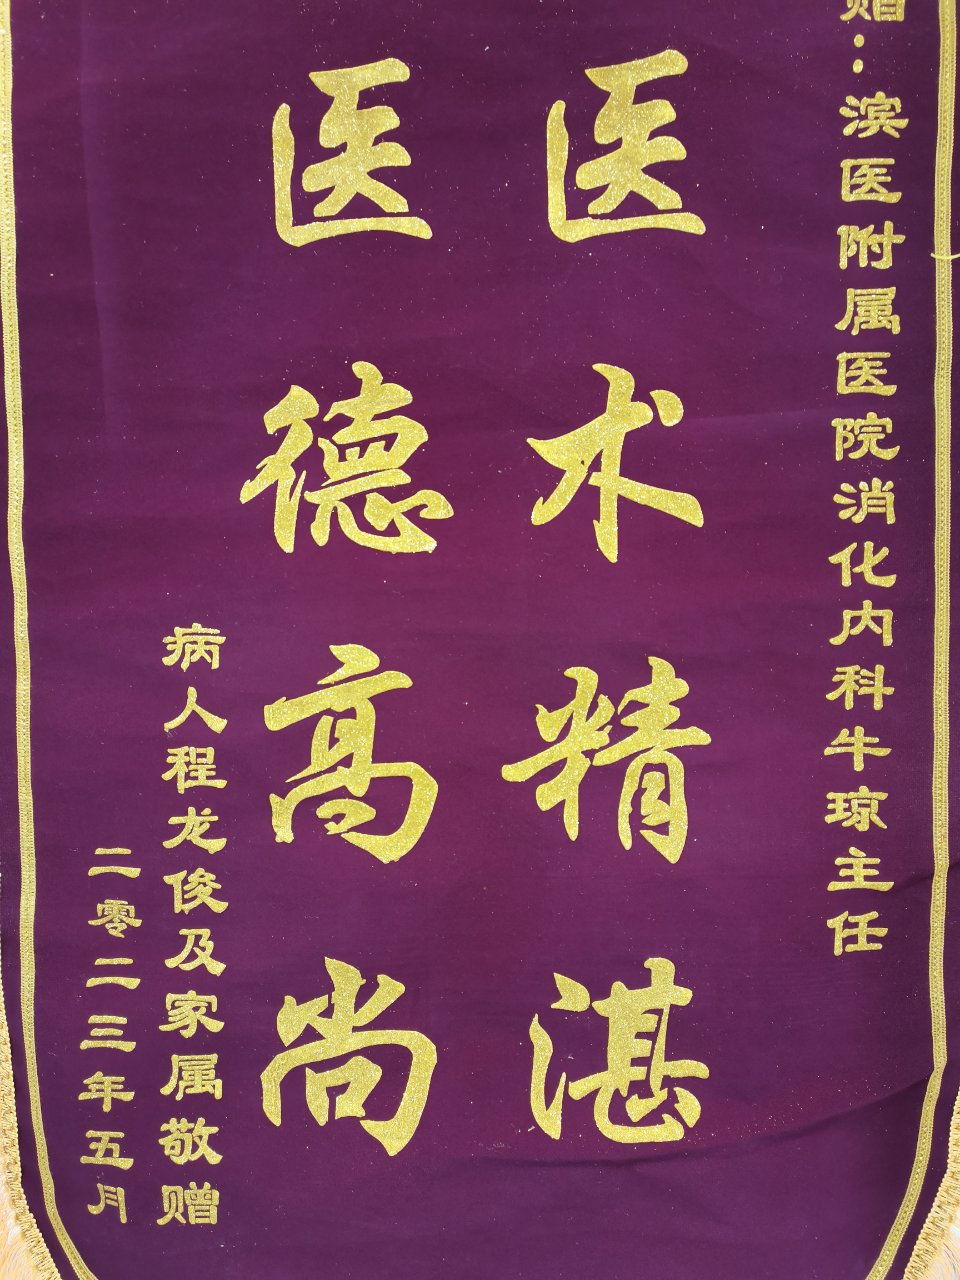 赠：滨医附属医院消化内科牛琼主任
医术精湛
医德高尚
病人程龙俊及家属敬赠
二零二三年五月